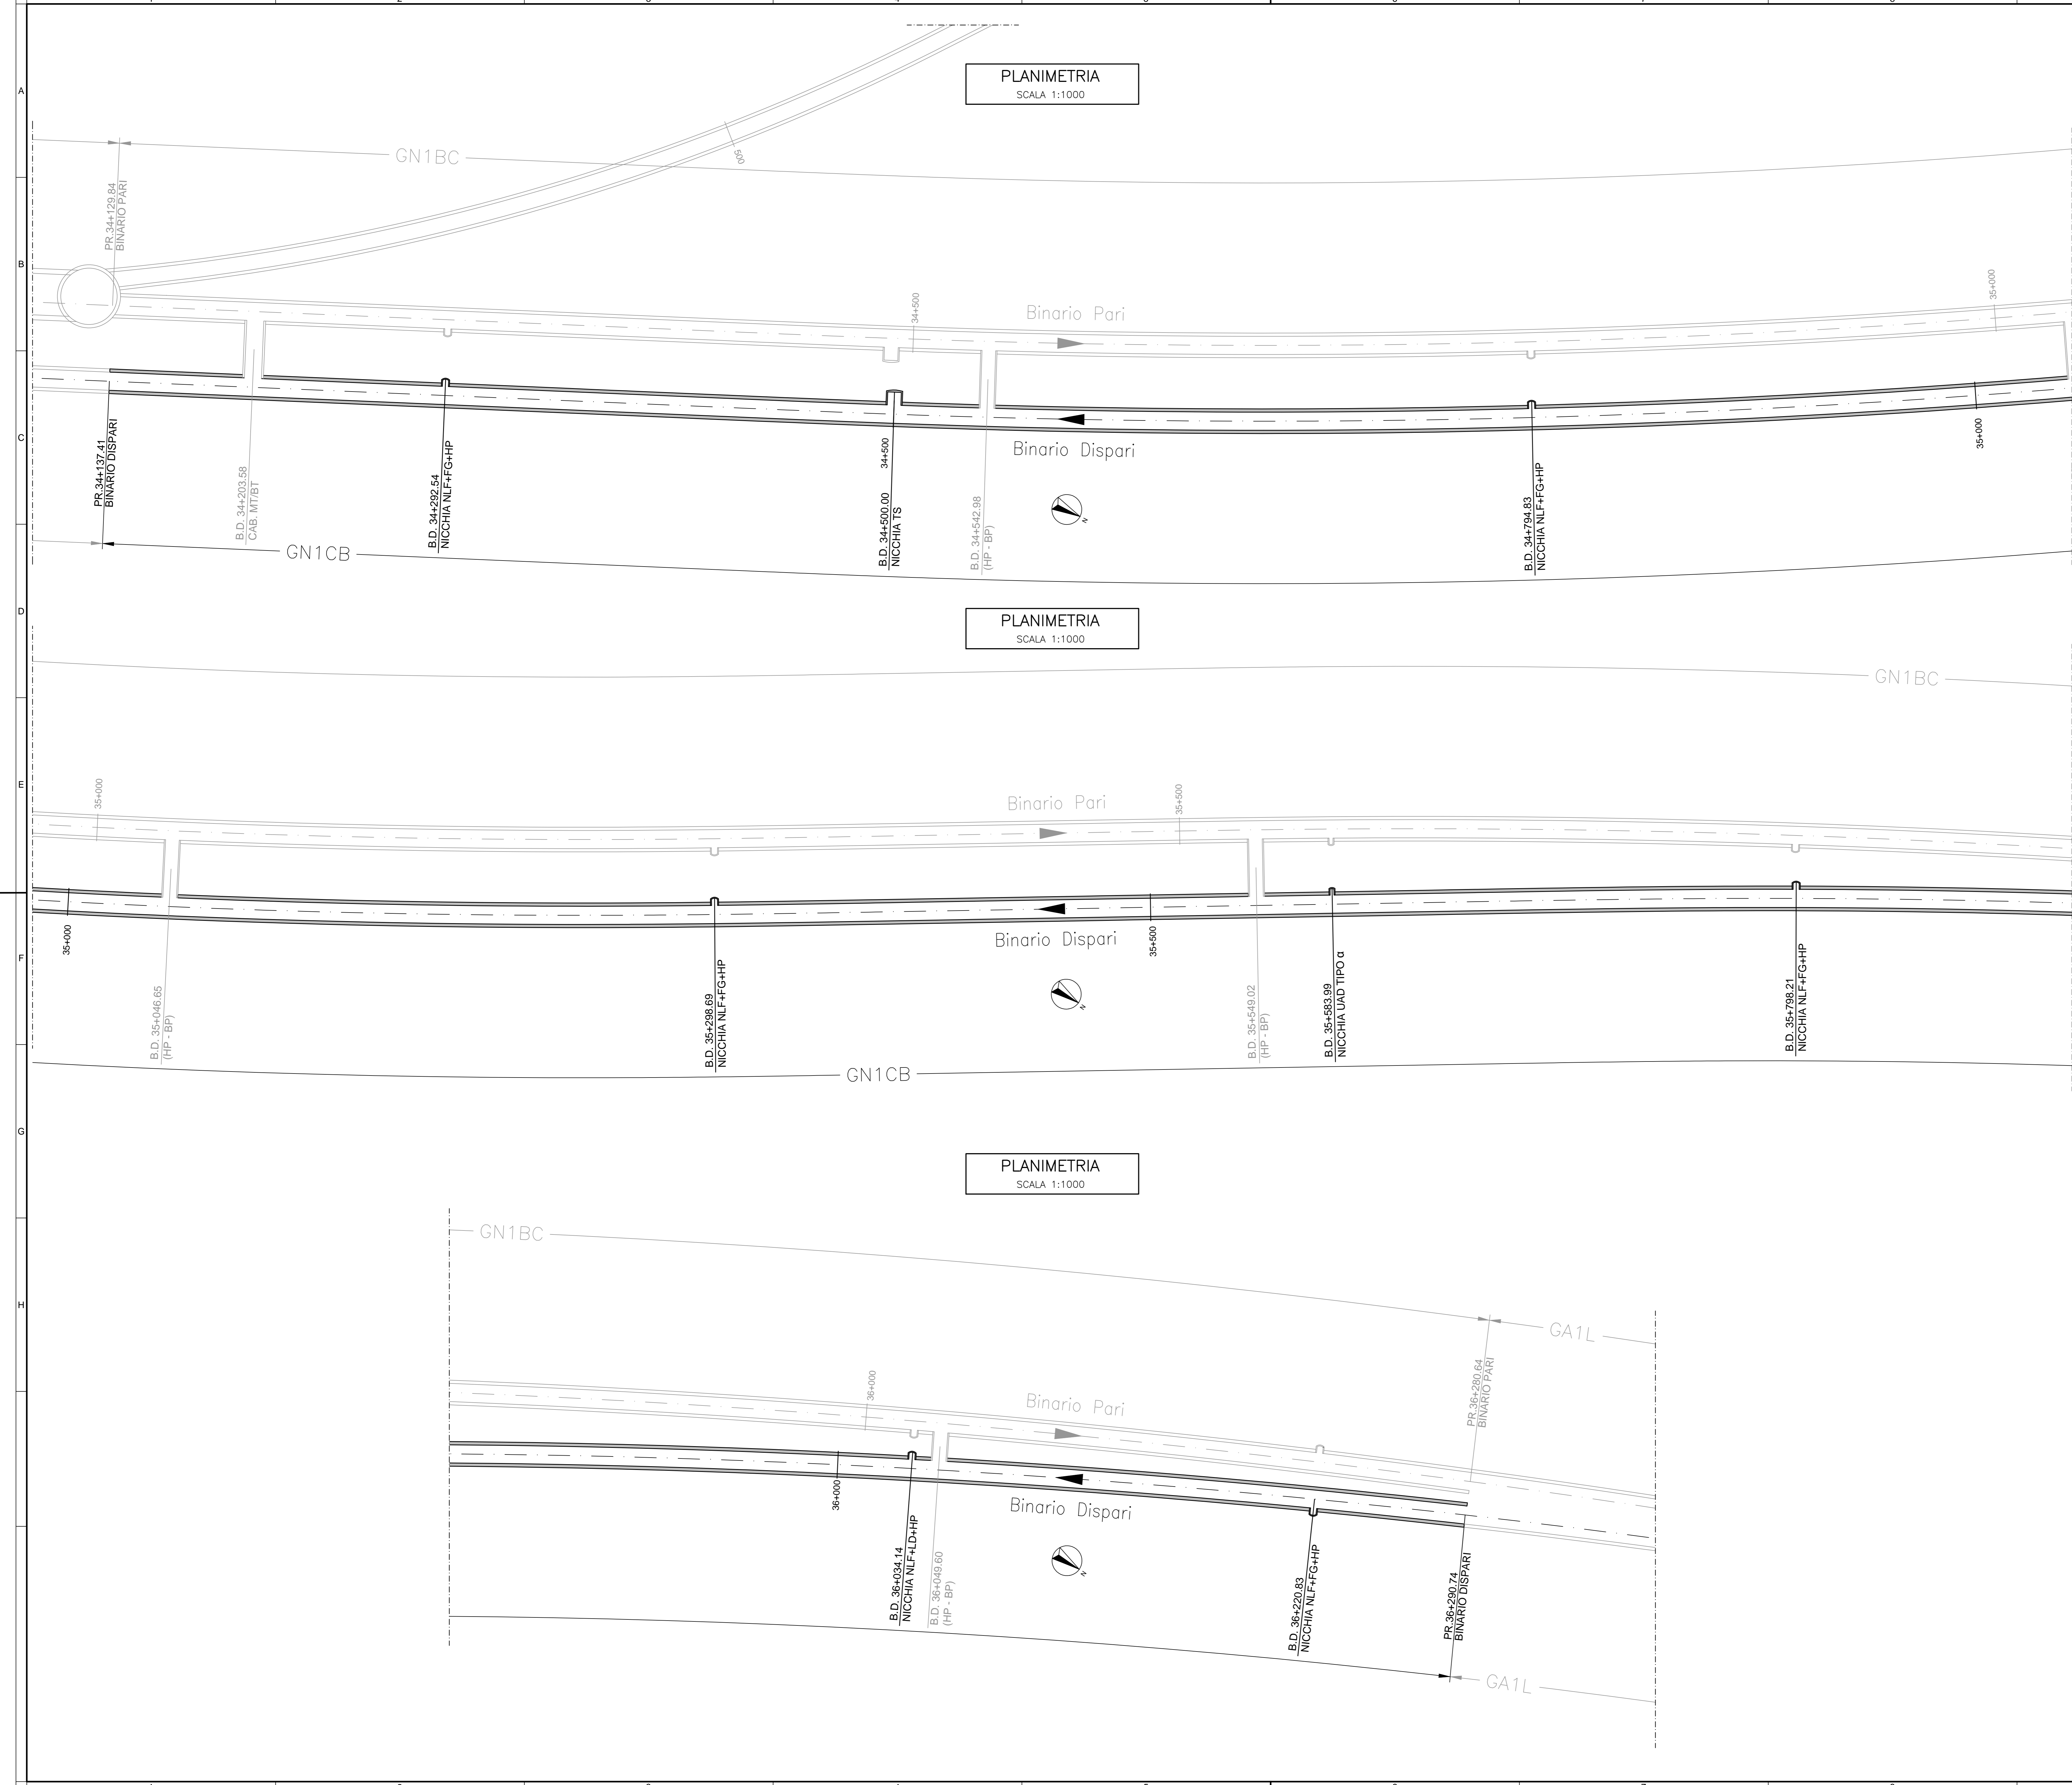 PLANIMETRIA
SCALA 1:1000
A
GN1BC
500
PR.34+129.84
BINARIO PARI
B
34+500
Binario Pari
35+000
C
PR.34+137.41
BINARIO DISPARI
B.D. 34+203.58
CAB. MT/BT
B.D. 34+292.54
NICCHIA NLF+FG+HP
34+500
B.D. 34+500.00
NICCHIA TS
B.D. 34+542.98
(HP - BP)
Binario Dispari
N
B.D. 34+794.83
NICCHIA NLF+FG+HP
35+000
GN1CB
D
PLANIMETRIA
SCALA 1:1000
GN1BC
E
35+000
Binario Pari
35+500
F
35+000
B.D. 35+046.65
(HP - BP)
B.D. 35+298.69
NICCHIA NLF+FG+HP
Binario Dispari
N
35+500
B.D. 35+549.02
(HP - BP)
B.D. 35+583.99
NICCHIA UAD TIPO α
B.D. 35+798.21
NICCHIA NLF+FG+HP
GN1CB
G
PLANIMETRIA
SCALA 1:1000
GN1BC
H
GA1L
PR.36+280.64
BINARIO PARI
36+000
Binario Pari
36+000
B.D. 36+034.14
NICCHIA NLF+LD+HP
B.D. 36+049.60
(HP - BP)
Binario Dispari
N
B.D. 36+220.83
NICCHIA NLF+FG+HP
PR.36+290.74
BINARIO DISPARI
GA1L